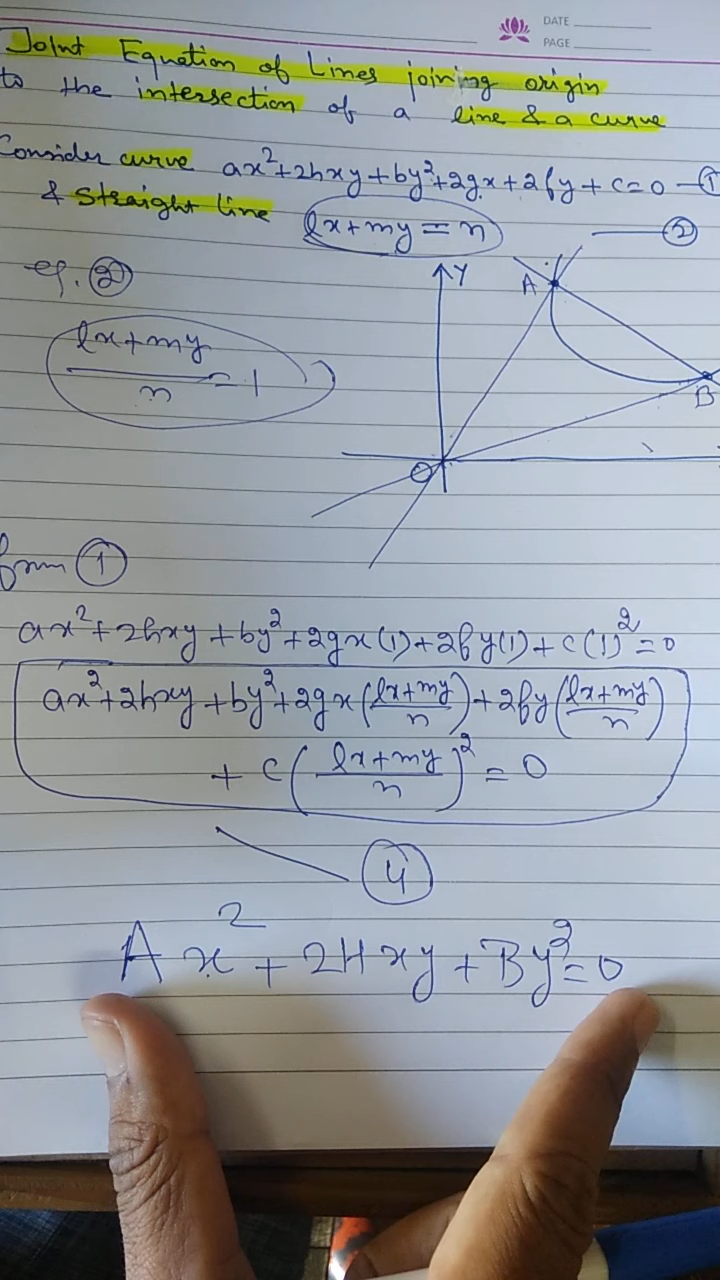 DATE
PAGE
Joint Equation of Lines joining origin
to the intersection of a line & a curve
Consider curve ax²+2hxy+by²+2gx+2fy+c=0 —①
& straight line lx+my=n —②
eq. ②
(lx+my)/n = 1
Y
A
B
O
from ①
ax²+2hxy+by²+2gx(1)+2fy(1)+c(1)²=0
ax²+2hxy+by²+2gx((lx+my)/n)+2fy((lx+my)/n)
+ c((lx+my)/n)² = 0
④
Ax²+2Hxy+By²=0